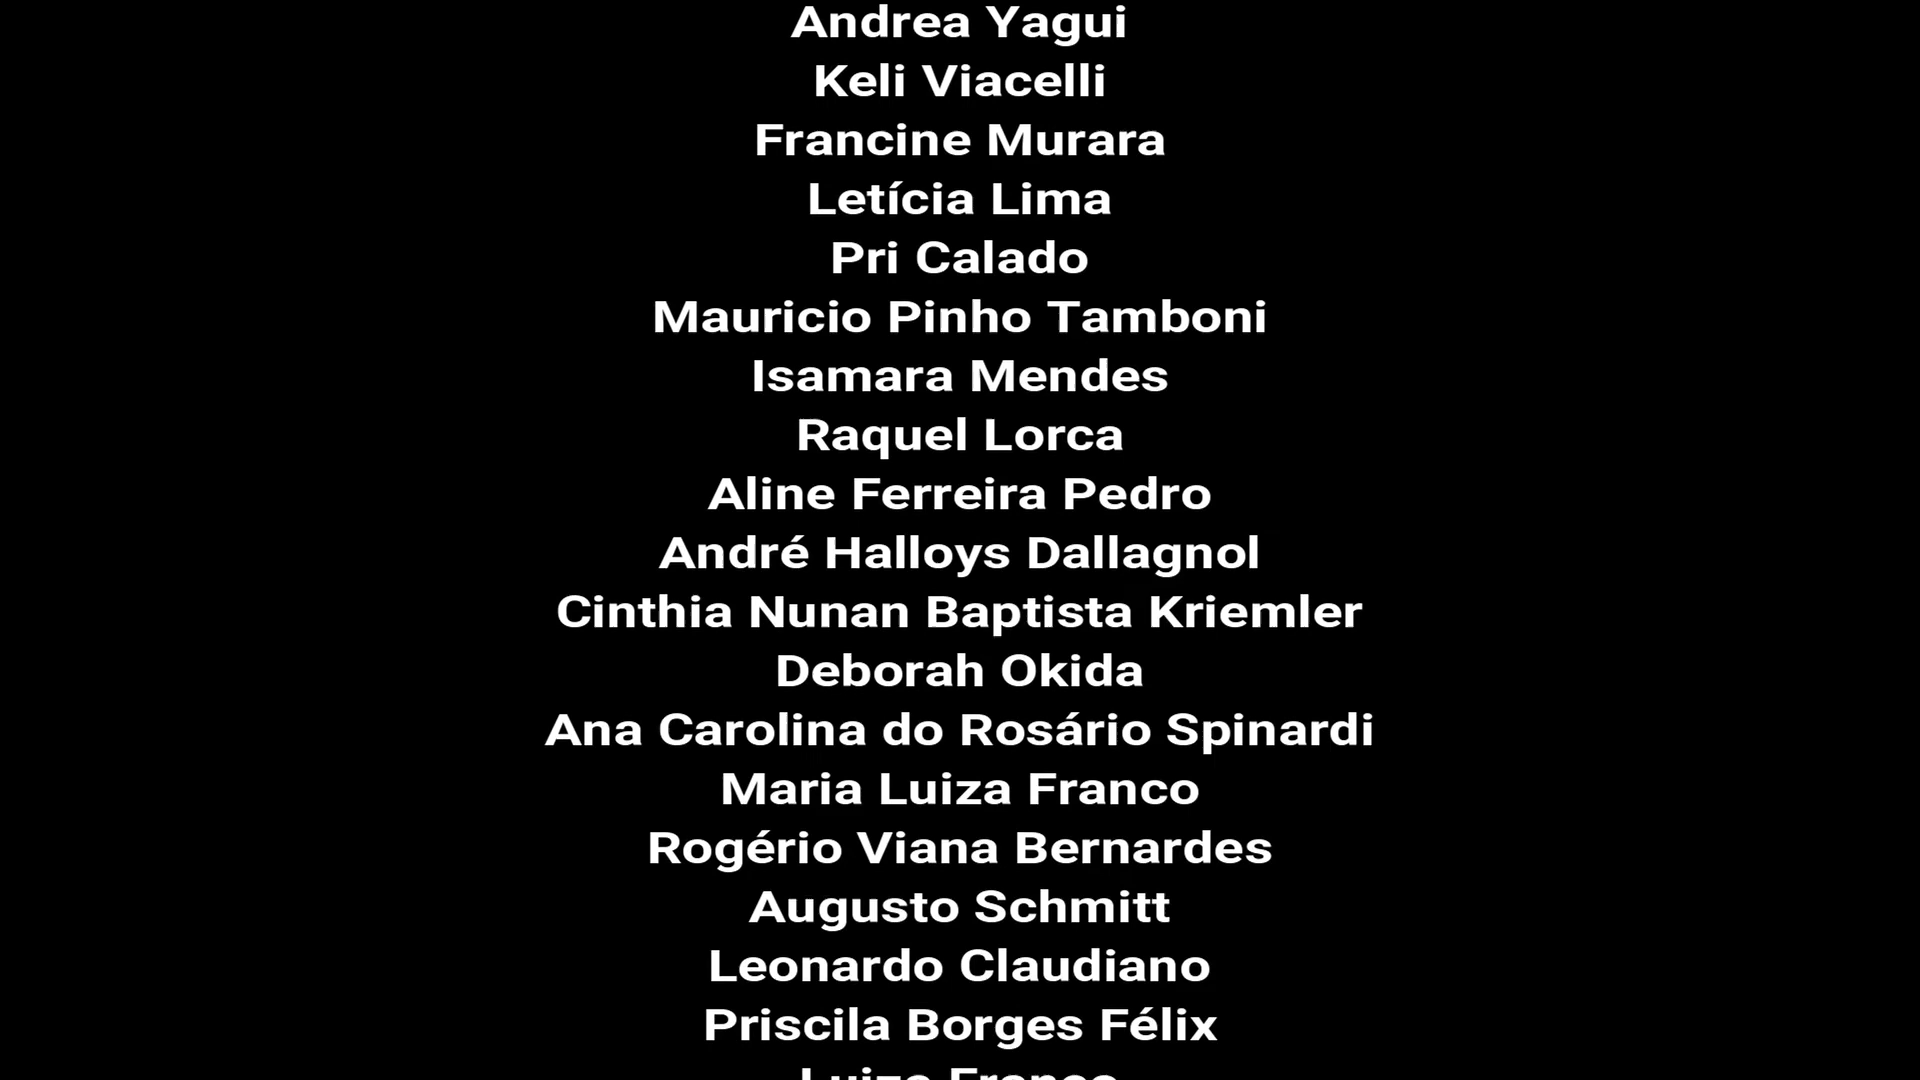 Andrea Yagui
Keli Viacelli
Francine Murara
Letícia Lima
Pri Calado
Mauricio Pinho Tamboni
Isamara Mendes
Raquel Lorca
Aline Ferreira Pedro
André Halloys Dallagnol
Cinthia Nunan Baptista Kriemler
Deborah Okida
Ana Carolina do Rosário Spinardi
Maria Luiza Franco
Rogério Viana Bernardes
Augusto Schmitt
Leonardo Claudiano
Priscila Borges Félix
Luiza Franco